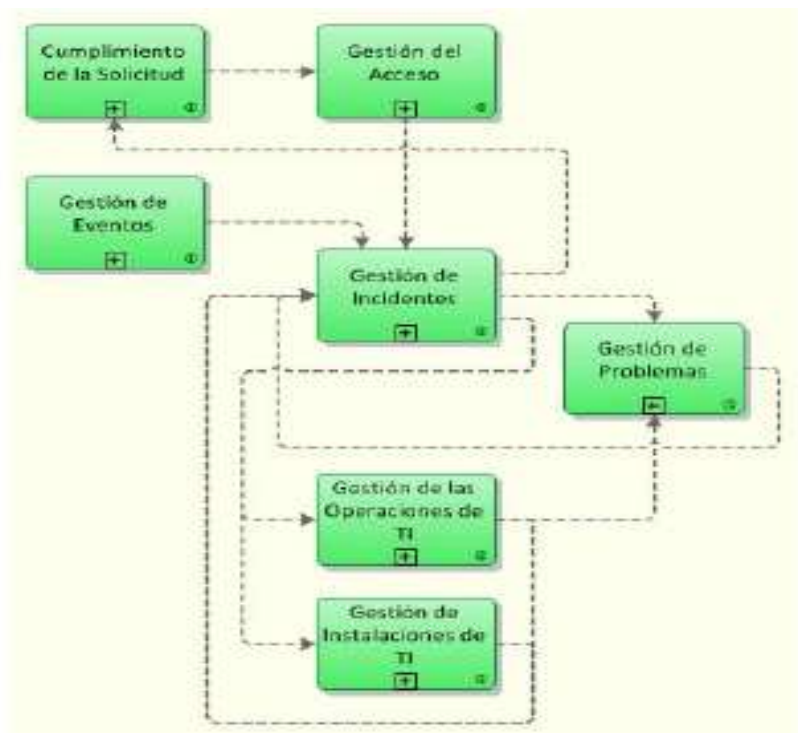 Cumplimiento
de la Solicitud
Gestión del
Acceso
Gestión de
Eventos
Gestión de
Incidentes
Gestión de
Problemas
Gestión de las
Operaciones de
TI
Gestión de
Instalaciones de
TI